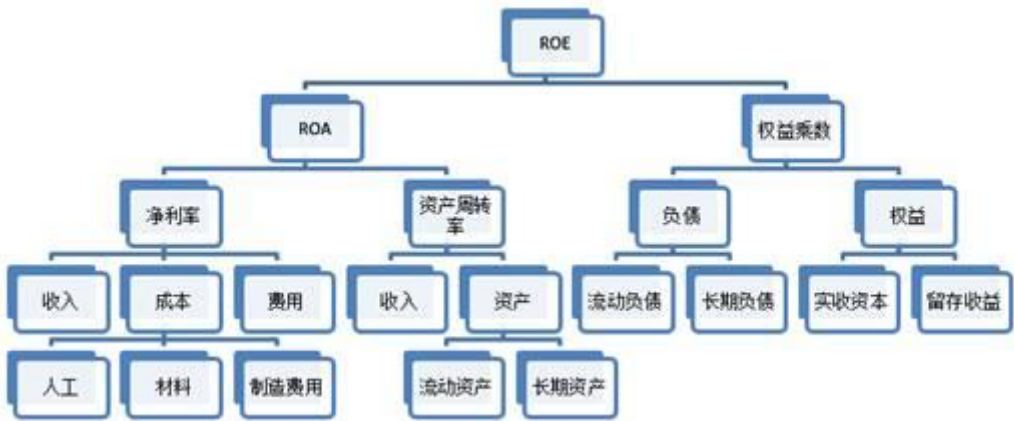 ROE
ROA
权益乘数
净利率
资产周转
率
负债
权益
收入
成本
费用
收入
资产
流动负债
长期负债
实收资本
留存收益
人工
材料
制造费用
流动资产
长期资产